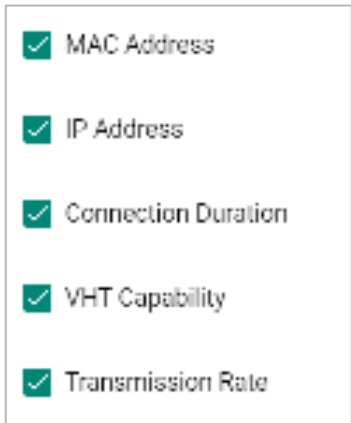 MAC Address
IP Address
Connection Duration
VHT Capability
Transmission Rate